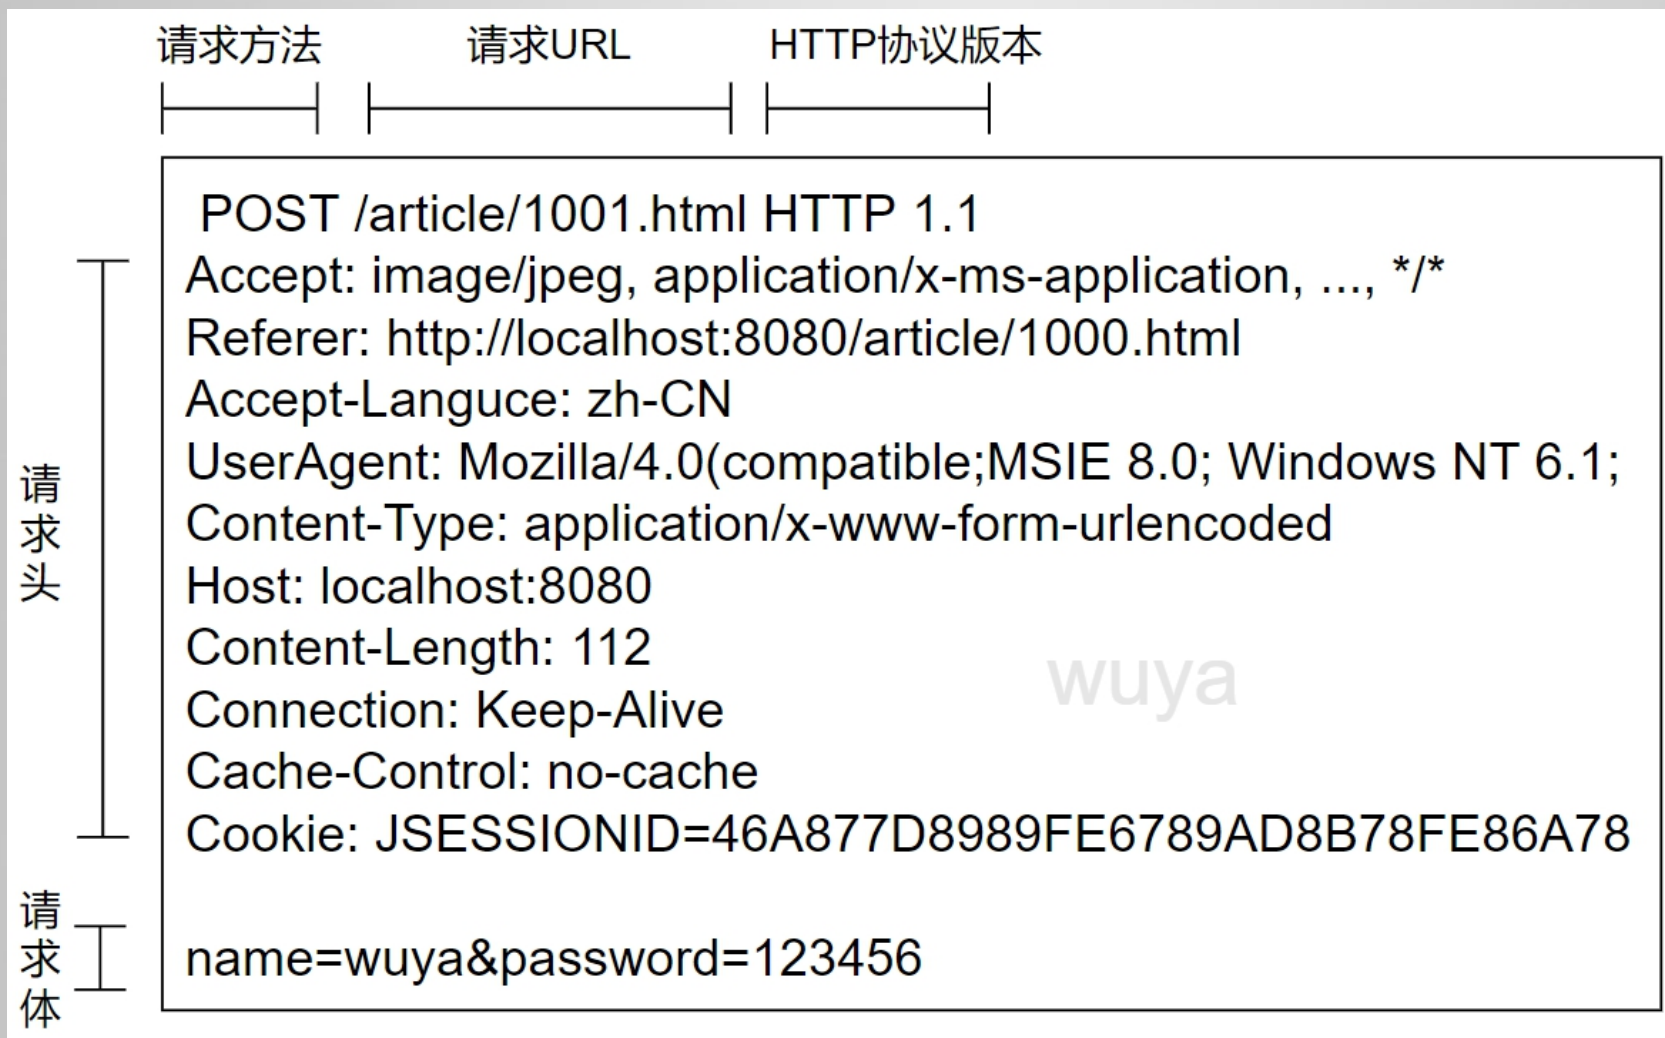 请求方法 请求URL HTTP协议版本
POST /article/1001.html HTTP 1.1
Accept: image/jpeg, application/x-ms-application, ..., */*
Referer: http://localhost:8080/article/1000.html
Accept-Languce: zh-CN
UserAgent: Mozilla/4.0(compatible;MSIE 8.0; Windows NT 6.1;
Content-Type: application/x-www-form-urlencoded
Host: localhost:8080
Content-Length: 112
Connection: Keep-Alive
Cache-Control: no-cache
Cookie: JSESSIONID=46A877D8989FE6789AD8B78FE86A78
请求头
wuya
name=wuya&password=123456
请求体